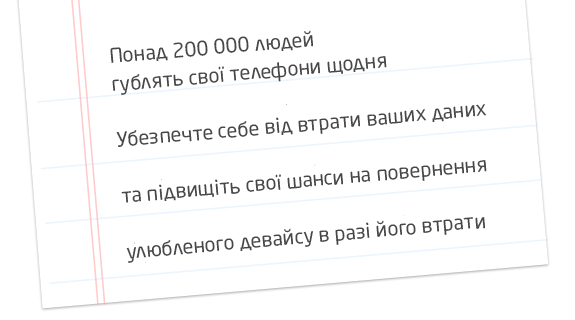 Понад 200 000 людей
гублять свої телефони щодня
Убезпечте себе від втрати ваших даних
та підвищіть свої шанси на повернення
улюбленого девайсу в разі його втрати